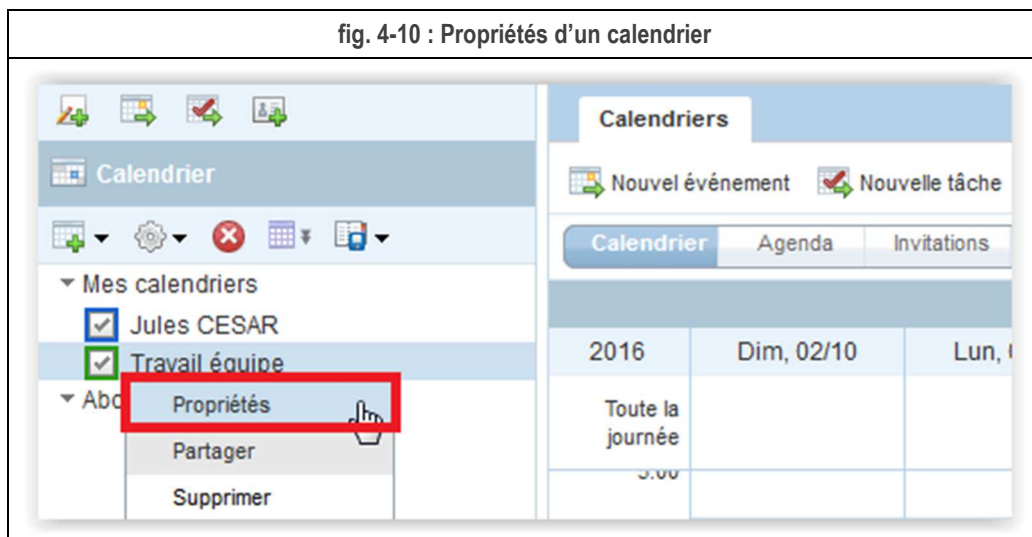 fig. 4-10 : Propriétés d’un calendrier
Calendriers
Calendrier
Nouvel événement Nouvelle tâche
Calendrier Agenda Invitations
Mes calendriers
Jules CESAR
Travail équipe
2016 Dim, 02/10 Lun,
Propriétés
Toute la
journée
Partager
Supprimer